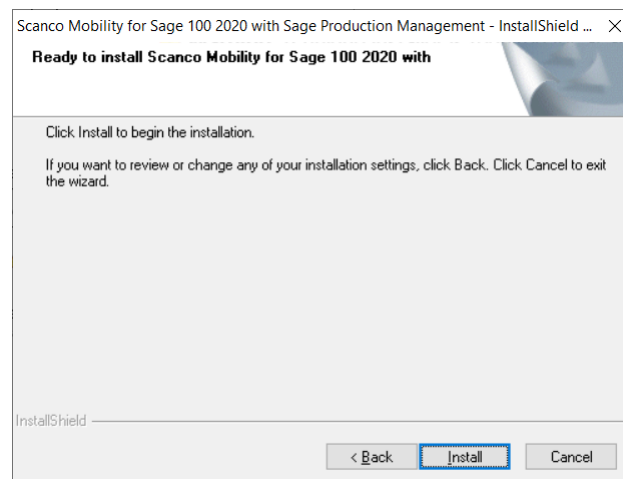 Scanco Mobility for Sage 100 2020 with Sage Production Management - InstallShield ...
Ready to install Scanco Mobility for Sage 100 2020 with
Click Install to begin the installation.
If you want to review or change any of your installation settings, click Back. Click Cancel to exit
the wizard.
InstallShield
< Back Install Cancel